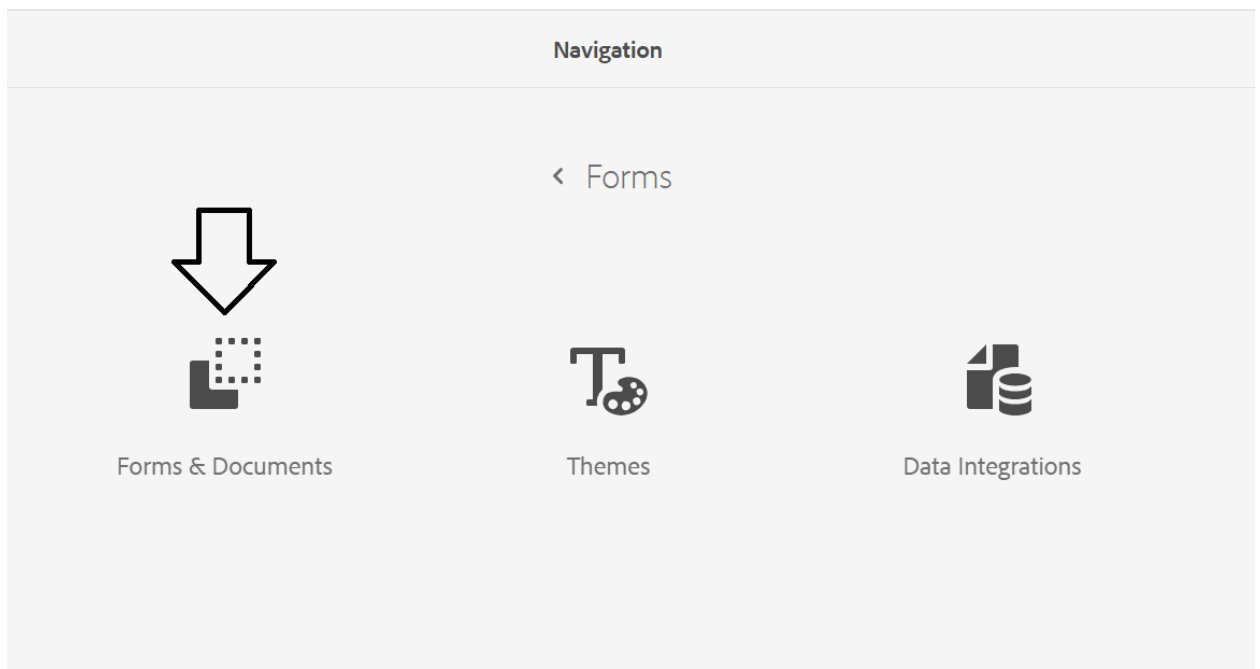 Navigation
Forms
Forms & Documents
Themes
Data Integrations